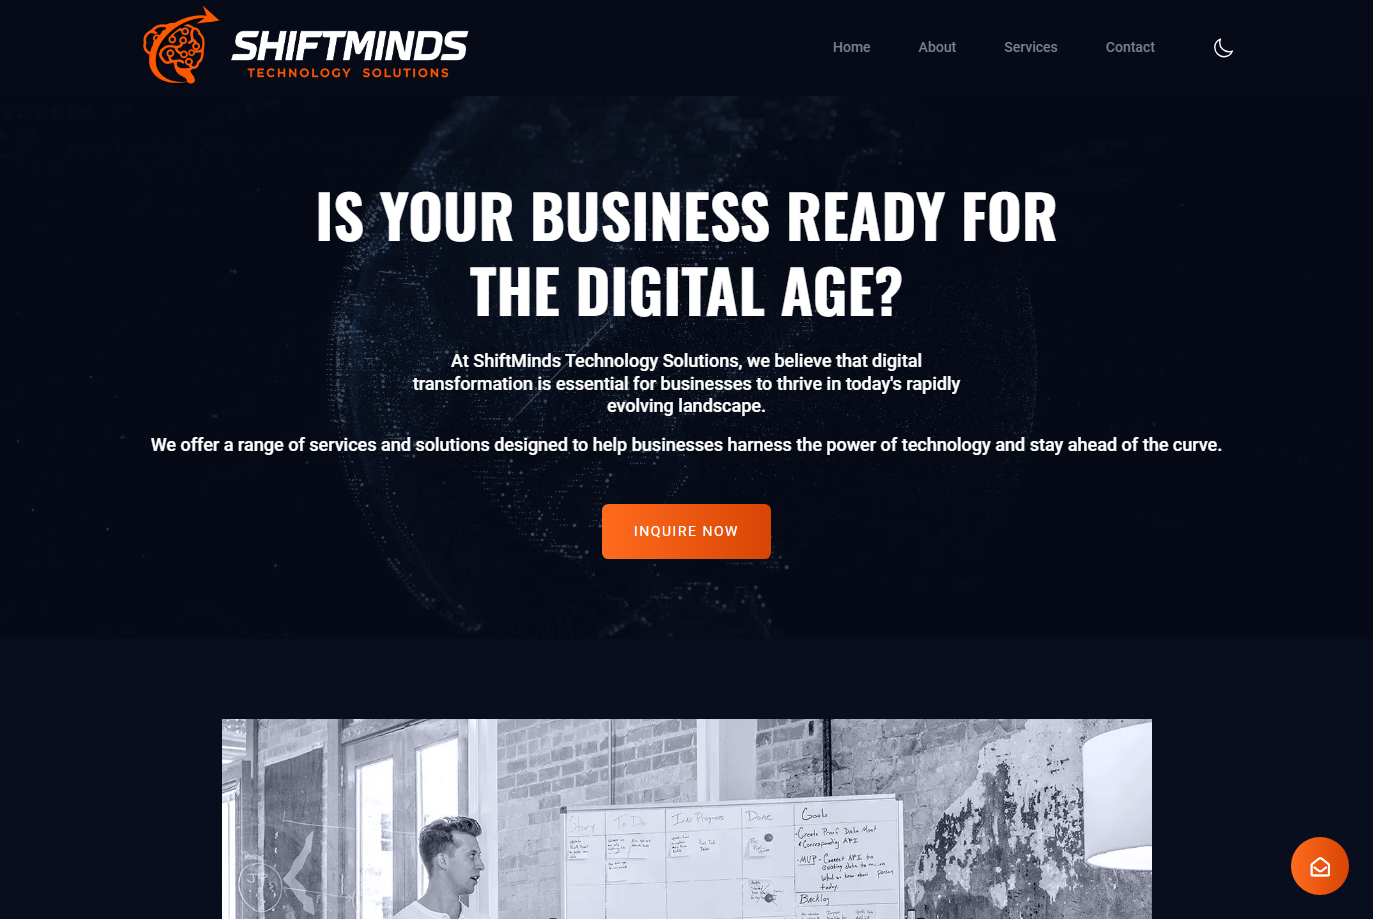 SHIFTMINDS
TECHNOLOGY SOLUTIONS
Home About Services Contact
IS YOUR BUSINESS READY FOR
THE DIGITAL AGE?
At ShiftMinds Technology Solutions, we believe that digital
transformation is essential for businesses to thrive in today's rapidly
evolving landscape.
We offer a range of services and solutions designed to help businesses harness the power of technology and stay ahead of the curve.
INQUIRE NOW
Story To Do In Progress Done Goals
• Create Proof Data Meet
• Corresponding API
• MVP - Connect API to
existing data to
what we know about person
today.
Backlog